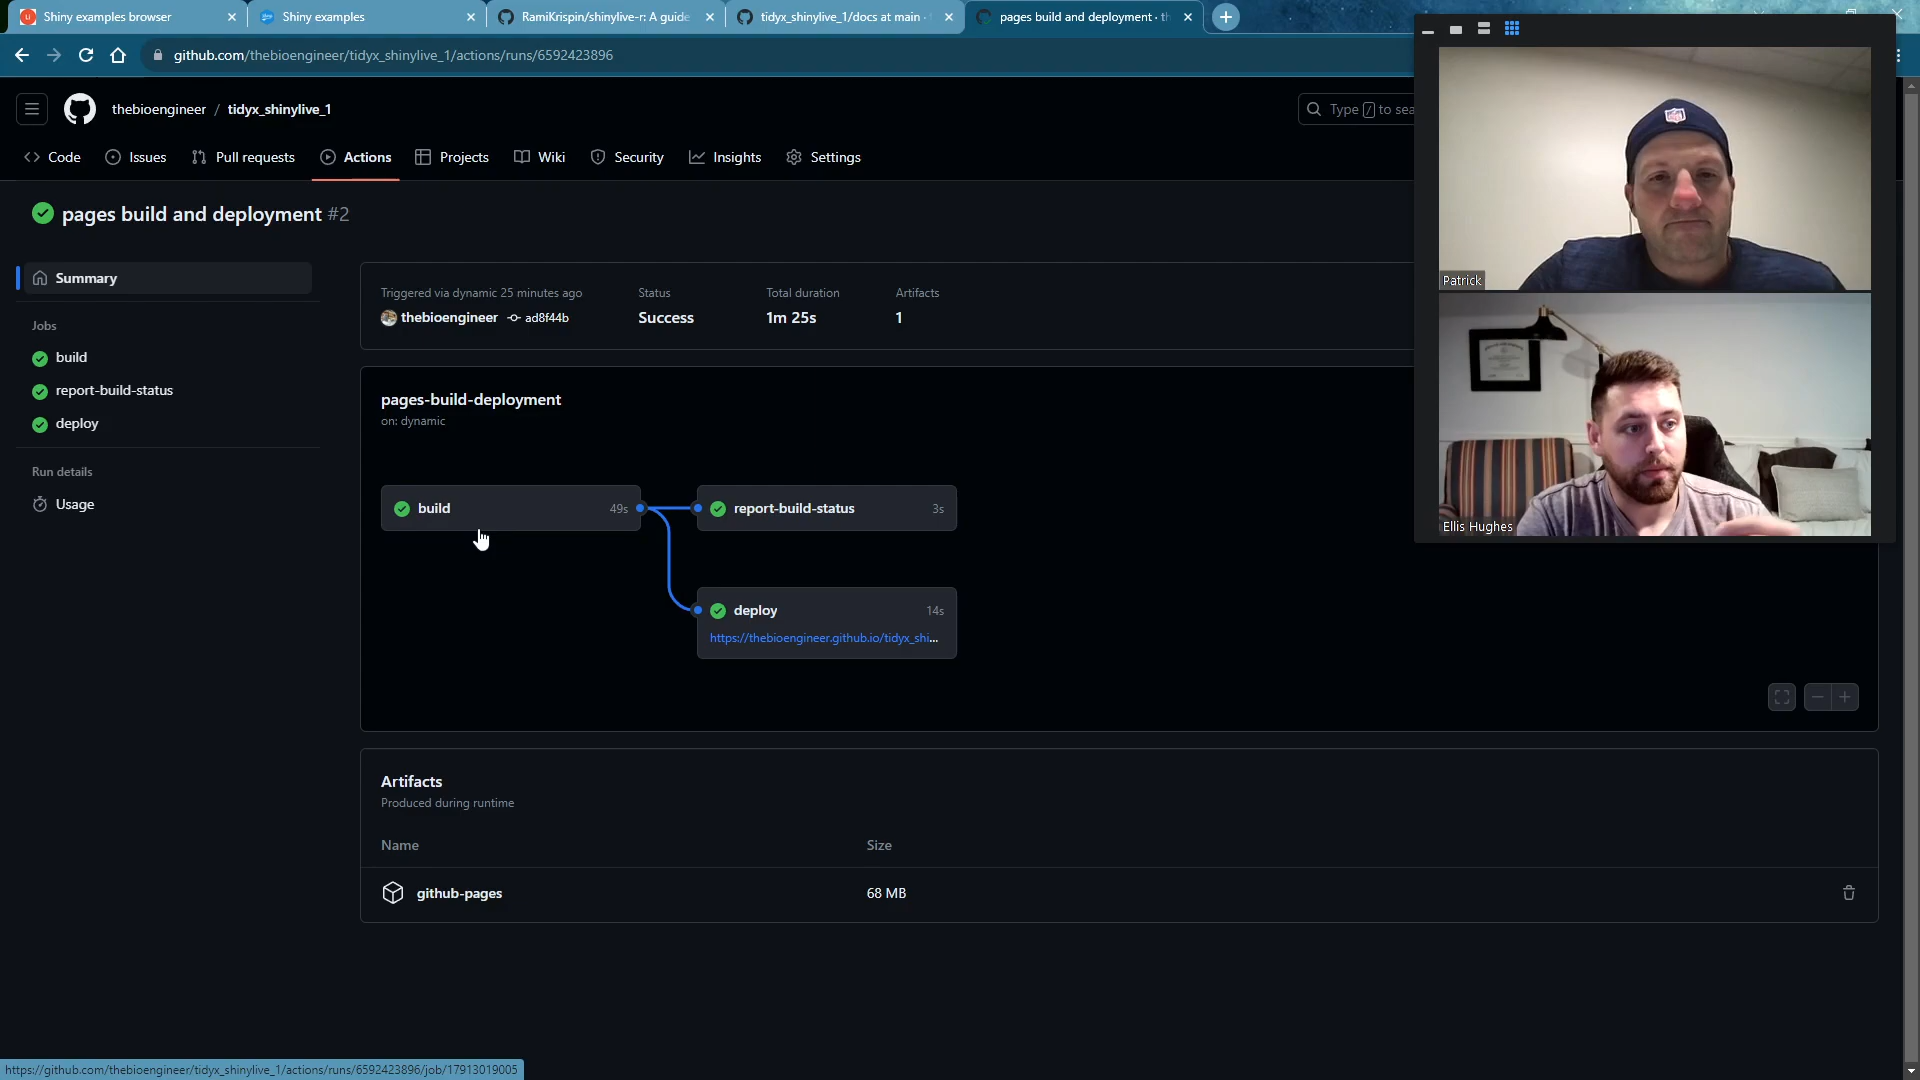 Shiny examples browser
Shiny examples
RamiKrispin/shinylive-r: A guide
tidyx_shinylive_1/docs at main ·
pages build and deployment · th
github.com/thebioengineer/tidyx_shinylive_1/actions/runs/6592423896
thebioengineer / tidyx_shinylive_1
Type / to sea
Code
Issues
Pull requests
Actions
Projects
Wiki
Security
Insights
Settings
pages build and deployment #2
Summary
Jobs
build
report-build-status
deploy
Run details
Usage
Triggered via dynamic 25 minutes ago
thebioengineer ad8f44b
Status
Success
Total duration
1m 25s
Artifacts
1
pages-build-deployment
on: dynamic
build 49s
report-build-status 3s
deploy 14s
https://thebioengineer.github.io/tidyx_shi...
Artifacts
Produced during runtime
Name Size
github-pages 68 MB
Patrick
Ellis Hughes
https://github.com/thebioengineer/tidyx_shinylive_1/actions/runs/6592423896/job/17913019005